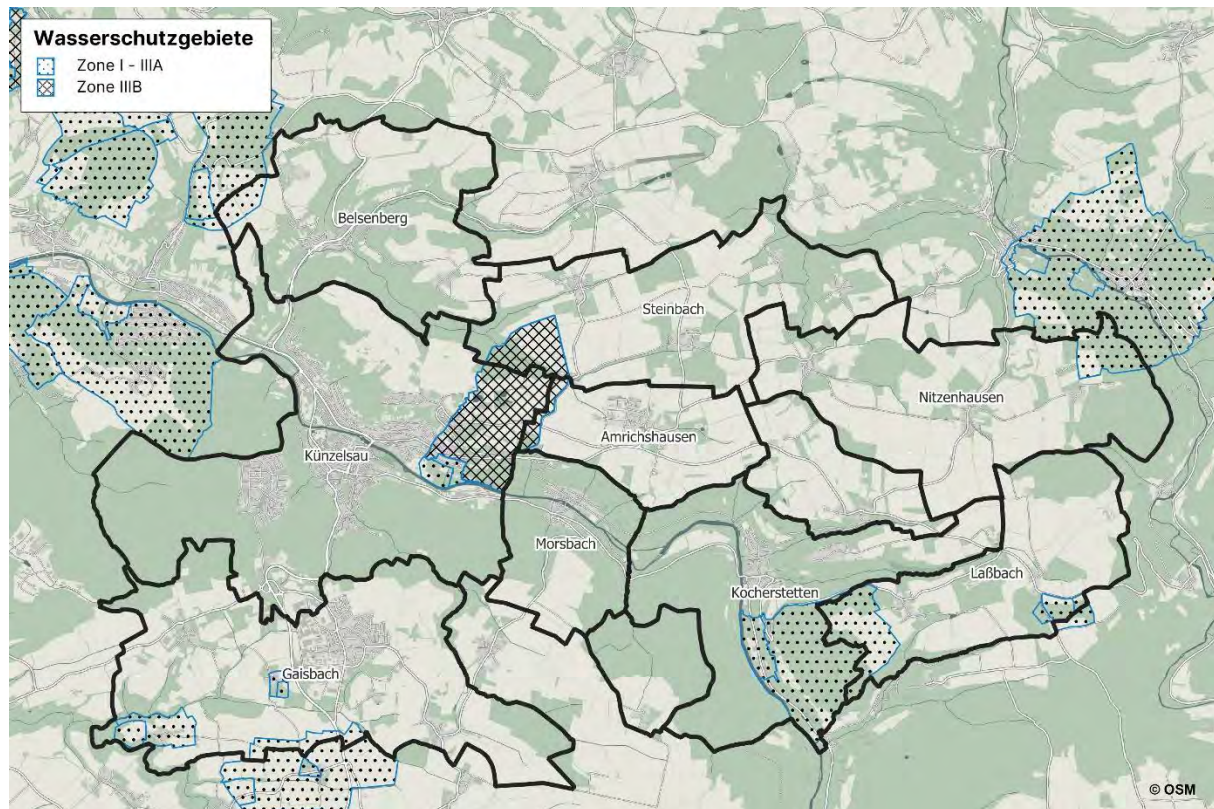 Wasserschutzgebiete
Zone I - IIIA
Zone IIIB
Belsenberg
Steinbach
Nitzenhausen
Amrichshausen
Künzelsau
Morsbach
Laßbach
Kocherstetten
Gaisbach
© OSM